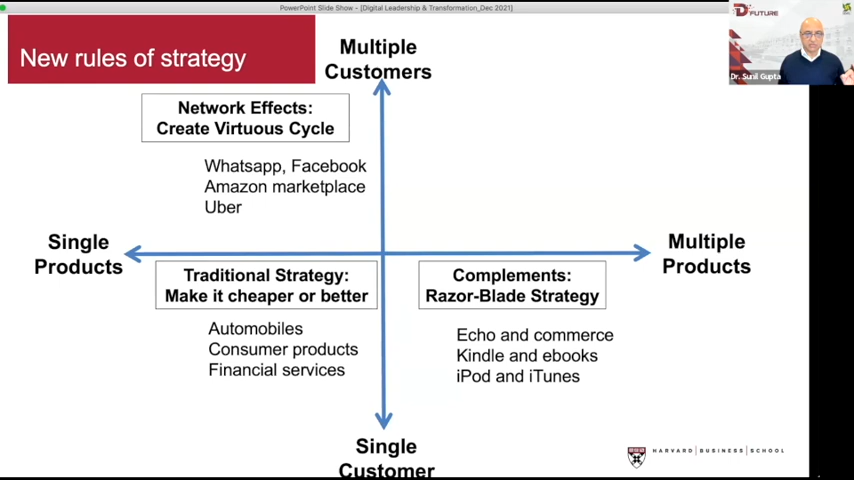 PowerPoint Slide Show - [Digital Leadership & Transformation_Dec 2021]
New rules of strategy
Multiple
Customers
FUTURE
Dr. Sunil Gupta
Network Effects:
Create Virtuous Cycle
Whatsapp, Facebook
Amazon marketplace
Uber
Single
Products
Multiple
Products
Traditional Strategy:
Make it cheaper or better
Complements:
Razor-Blade Strategy
Automobiles
Consumer products
Financial services
Echo and commerce
Kindle and ebooks
iPod and iTunes
Single
Customer
HARVARD | BUSINESS | SCHOOL